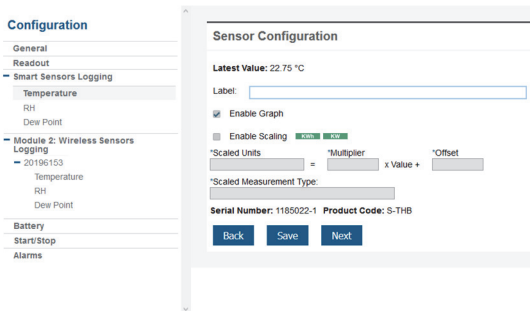 Configuration
General
Readout
Smart Sensors Logging
Temperature
RH
Dew Point
Module 2: Wireless Sensors
Logging
20196153
Temperature
RH
Dew Point
Battery
Start/Stop
Alarms
Sensor Configuration
Latest Value: 22.75 °C
Label:
Enable Graph
Enable Scaling KWh KW
*Scaled Units *Multiplier *Offset
= x Value +
*Scaled Measurement Type:
Serial Number: 1185022-1 Product Code: S-THB
Back Save Next